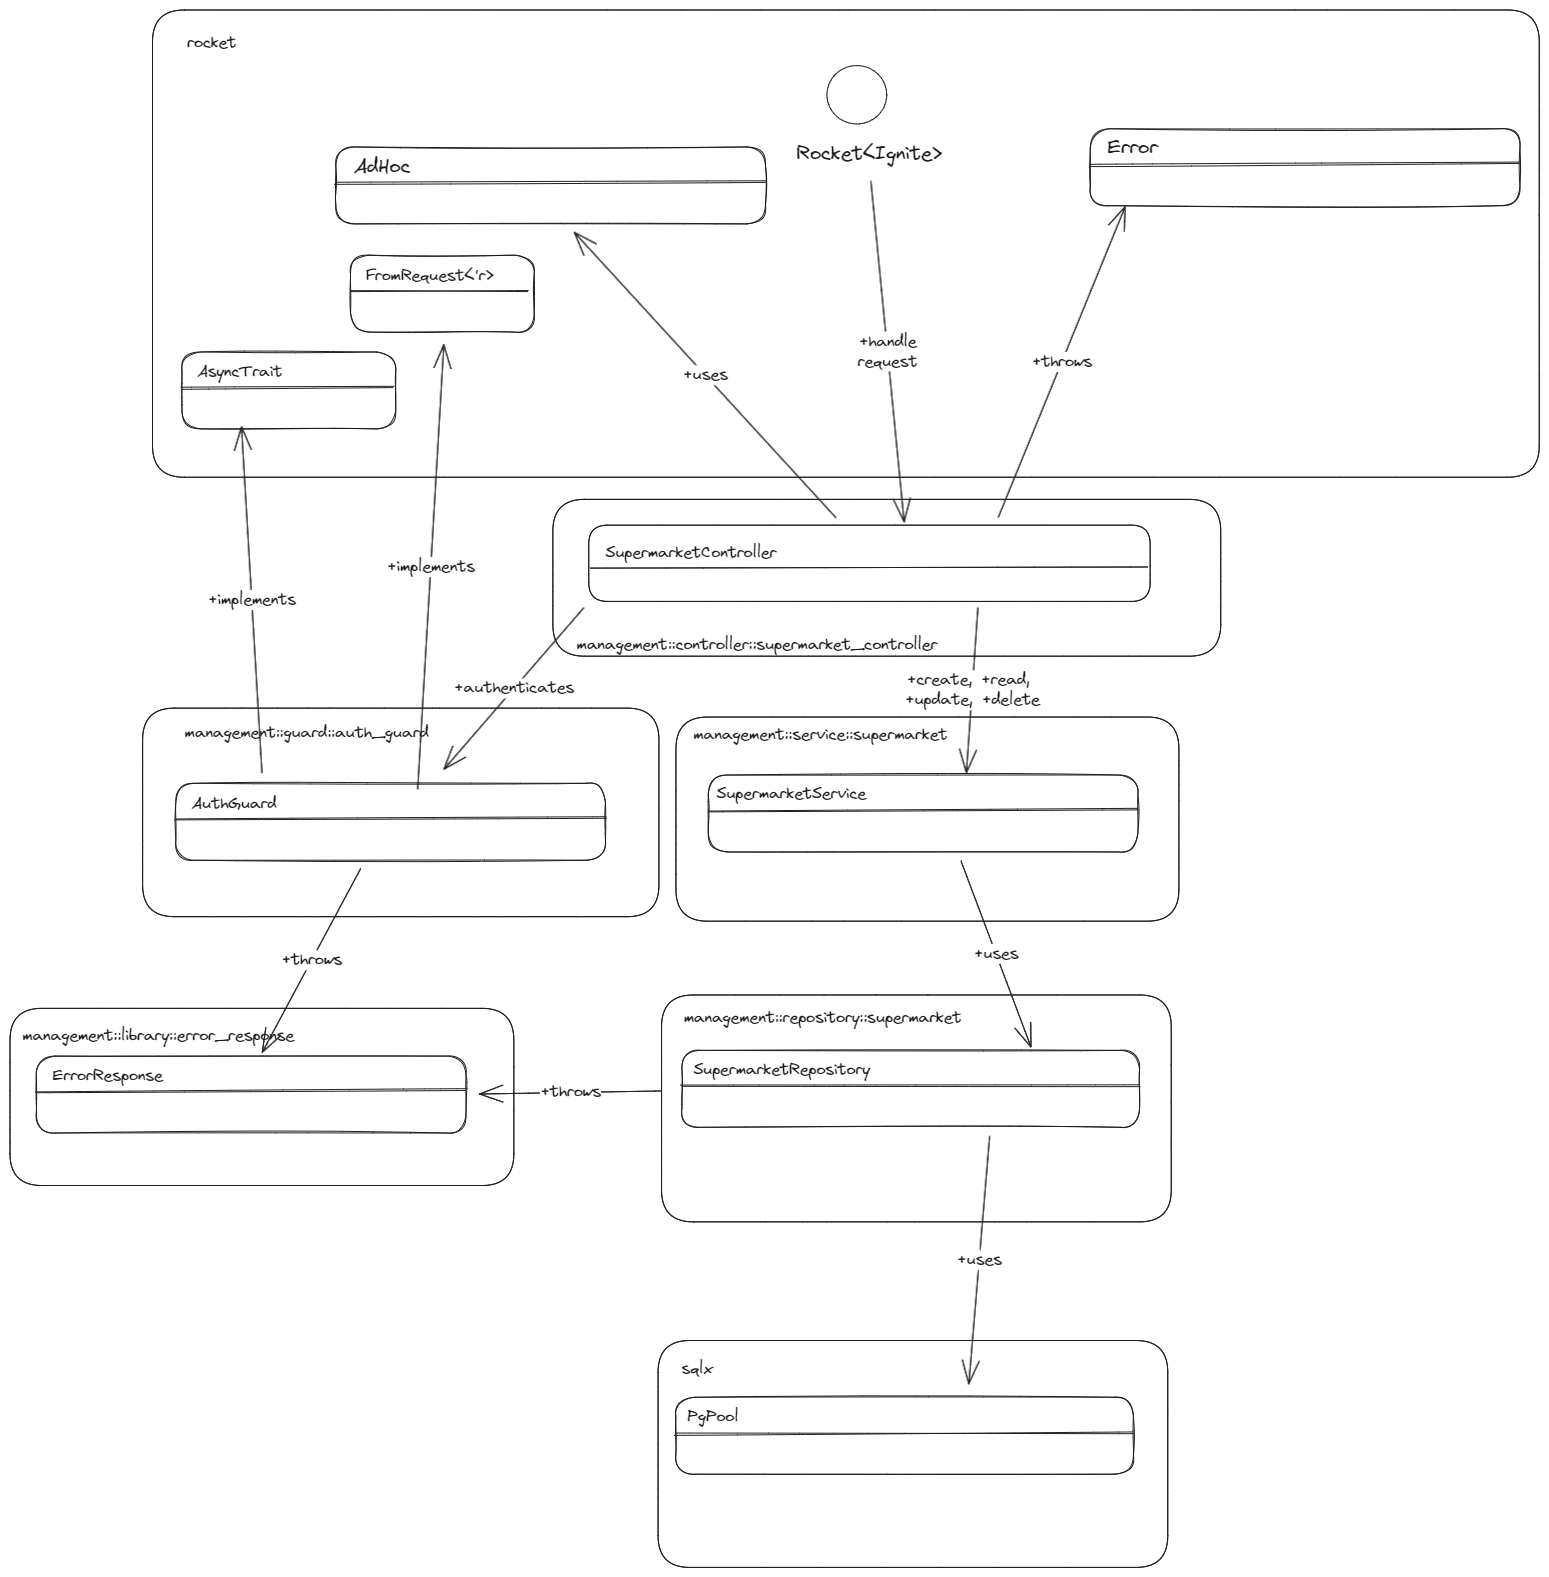 rocket
Rocket<Ignite>
Error
AdHoc
FromRequest<'r>
AsyncTrait
+handle
request
+uses
+throws
+implements
+implements
SupermarketController
management::controller::supermarket_controller
+authenticates
+create, +read,
+update, +delete
management::guard::auth_guard
AuthGuard
management::service::supermarket
SupermarketService
+throws
+uses
management::library::error_response
ErrorResponse
management::repository::supermarket
SupermarketRepository
+throws
+uses
sqlx
PgPool